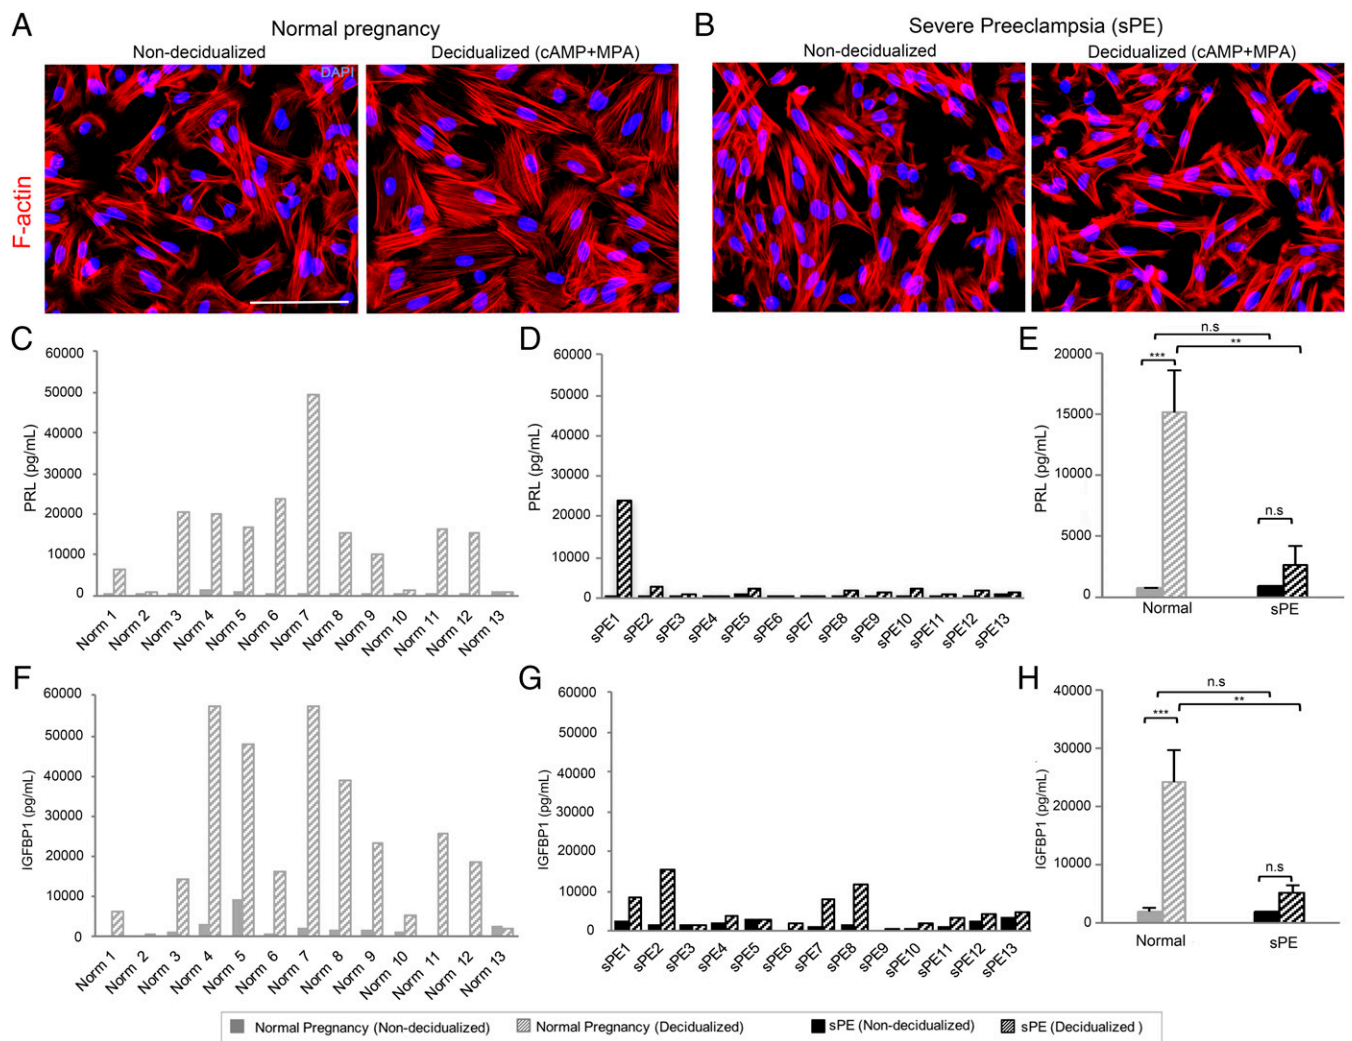 A
Normal pregnancy
Non-decidualized
Decidualized (cAMP+MPA)
DAPI
F-actin
B
Severe Preeclampsia (sPE)
Non-decidualized
Decidualized (cAMP+MPA)
C
PRL (pg/mL)
60000
50000
40000
30000
20000
10000
0
Norm 1
Norm 2
Norm 3
Norm 4
Norm 5
Norm 6
Norm 7
Norm 8
Norm 9
Norm 10
Norm 11
Norm 12
Norm 13
D
PRL (pg/mL)
60000
50000
40000
30000
20000
10000
0
sPE1
sPE2
sPE3
sPE4
sPE5
sPE6
sPE7
sPE8
sPE9
sPE10
sPE11
sPE12
sPE13
E
PRL (pg/mL)
20000
15000
10000
5000
0
n.s
**
***
n.s
Normal
sPE
F
IGFBP1 (pg/mL)
60000
50000
40000
30000
20000
10000
0
Norm 1
Norm 2
Norm 3
Norm 4
Norm 5
Norm 6
Norm 7
Norm 8
Norm 9
Norm 10
Norm 11
Norm 12
Norm 13
G
IGFBP1 (pg/mL)
60000
50000
40000
30000
20000
10000
0
sPE1
sPE2
sPE3
sPE4
sPE5
sPE6
sPE7
sPE8
sPE9
sPE10
sPE11
sPE12
sPE13
H
IGFBP1 (pg/mL)
40000
30000
20000
10000
0
n.s
**
***
n.s
Normal
sPE
Normal Pregnancy (Non-decidualized)
Normal Pregnancy (Decidualized)
sPE (Non-decidualized)
sPE (Decidualized )